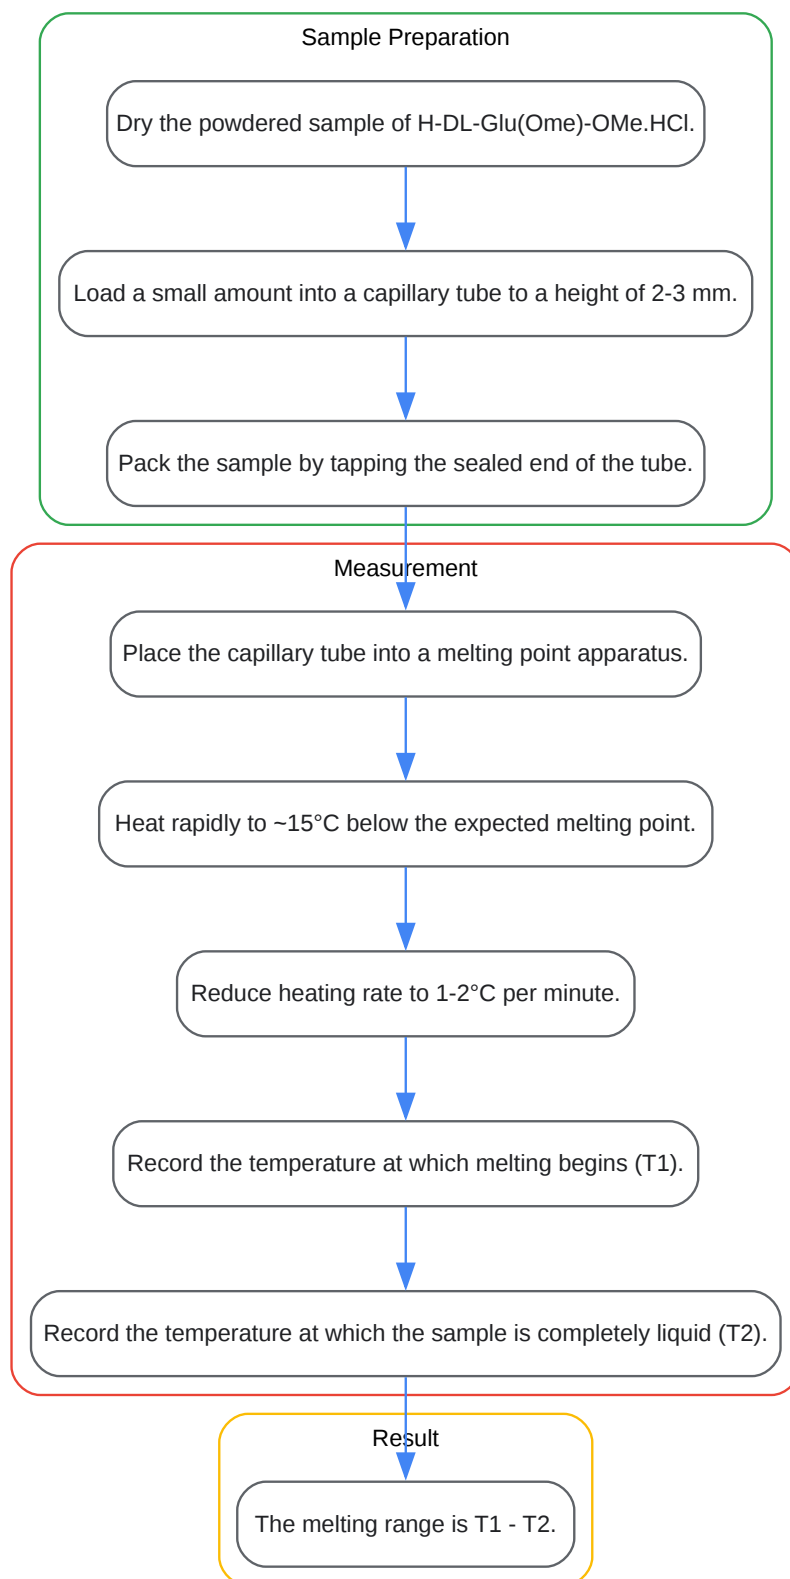 Sample Preparation
Dry the powdered sample of H-DL-Glu(Ome)-OMe.HCl.
Load a small amount into a capillary tube to a height of 2-3 mm.
Pack the sample by tapping the sealed end of the tube.
Measurement
Place the capillary tube into a melting point apparatus.
Heat rapidly to ~15°C below the expected melting point.
Reduce heating rate to 1-2°C per minute.
Record the temperature at which melting begins (T1).
Record the temperature at which the sample is completely liquid (T2).
Result
The melting range is T1 - T2.